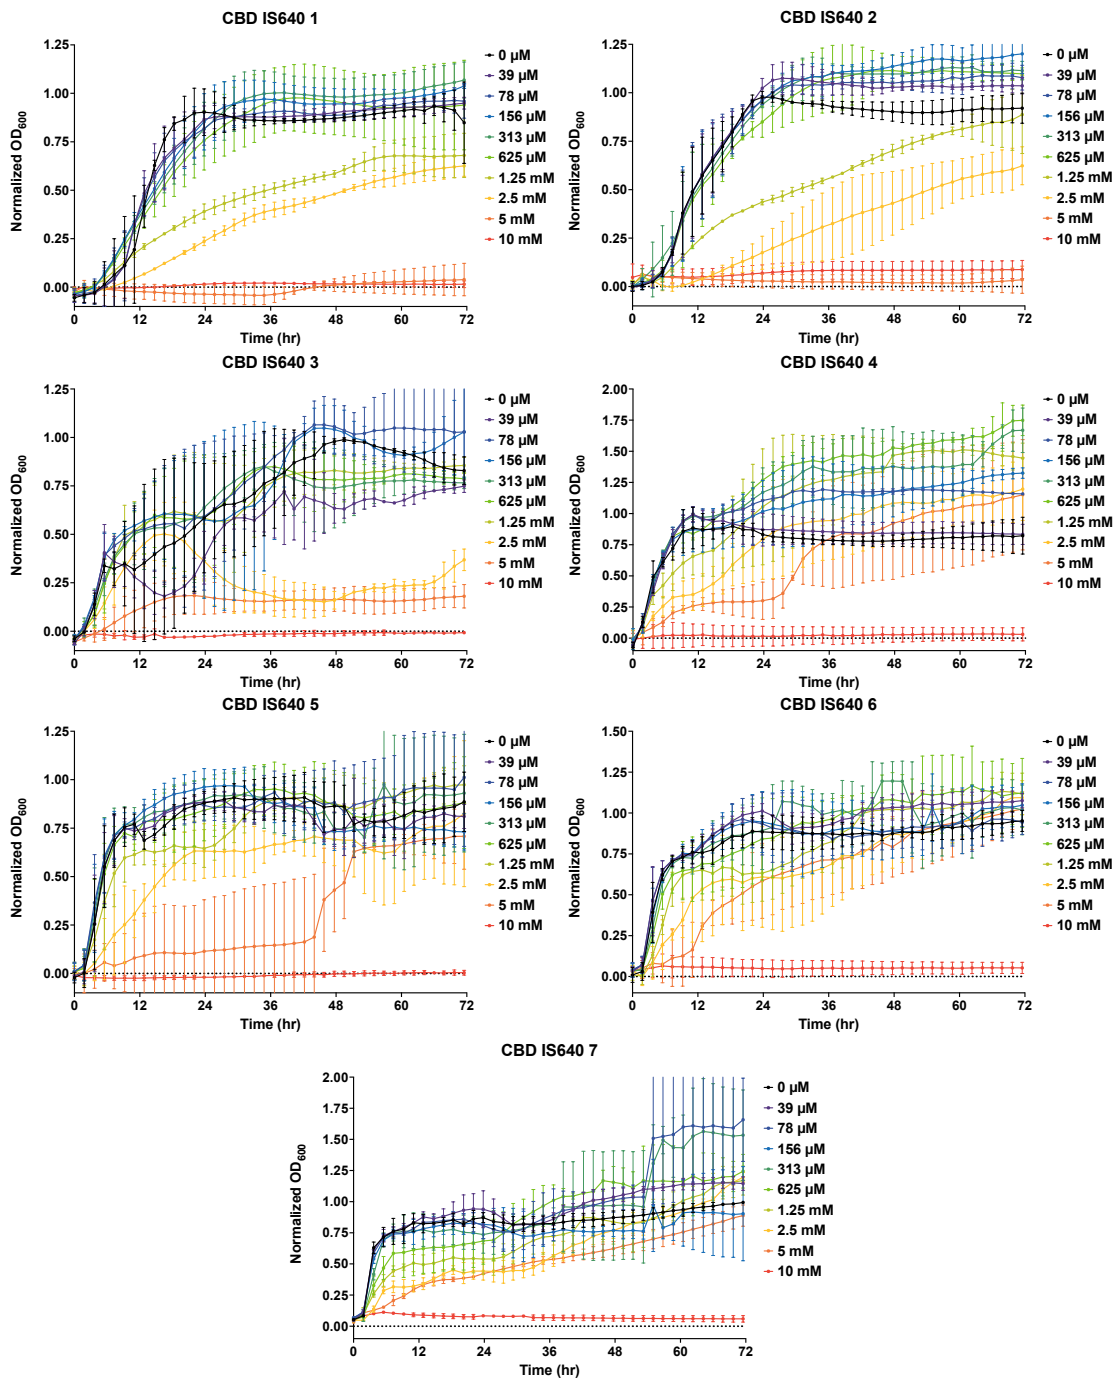 CBD IS640 1
Normalized OD600
1.25
1.00
0.75
0.50
0.25
0.00
0 12 24 36 48 60 72
Time (hr)
0 µM
39 µM
78 µM
156 µM
313 µM
625 µM
1.25 mM
2.5 mM
5 mM
10 mM
CBD IS640 2
Normalized OD600
1.25
1.00
0.75
0.50
0.25
0.00
0 12 24 36 48 60 72
Time (hr)
0 µM
39 µM
78 µM
156 µM
313 µM
625 µM
1.25 mM
2.5 mM
5 mM
10 mM
CBD IS640 3
Normalized OD600
1.25
1.00
0.75
0.50
0.25
0.00
0 12 24 36 48 60 72
Time (hr)
0 µM
39 µM
78 µM
156 µM
313 µM
625 µM
1.25 mM
2.5 mM
5 mM
10 mM
CBD IS640 4
Normalized OD600
2.00
1.75
1.50
1.25
1.00
0.75
0.50
0.25
0.00
0 12 24 36 48 60 72
Time (hr)
0 µM
39 µM
78 µM
156 µM
313 µM
625 µM
1.25 mM
2.5 mM
5 mM
10 mM
CBD IS640 5
Normalized OD600
1.25
1.00
0.75
0.50
0.25
0.00
0 12 24 36 48 60 72
Time (hr)
0 µM
39 µM
78 µM
156 µM
313 µM
625 µM
1.25 mM
2.5 mM
5 mM
10 mM
CBD IS640 6
Normalized OD600
1.50
1.25
1.00
0.75
0.50
0.25
0.00
0 12 24 36 48 60 72
Time (hr)
0 µM
39 µM
78 µM
156 µM
313 µM
625 µM
1.25 mM
2.5 mM
5 mM
10 mM
CBD IS640 7
Normalized OD600
2.00
1.75
1.50
1.25
1.00
0.75
0.50
0.25
0.00
0 12 24 36 48 60 72
Time (hr)
0 µM
39 µM
78 µM
156 µM
313 µM
625 µM
1.25 mM
2.5 mM
5 mM
10 mM